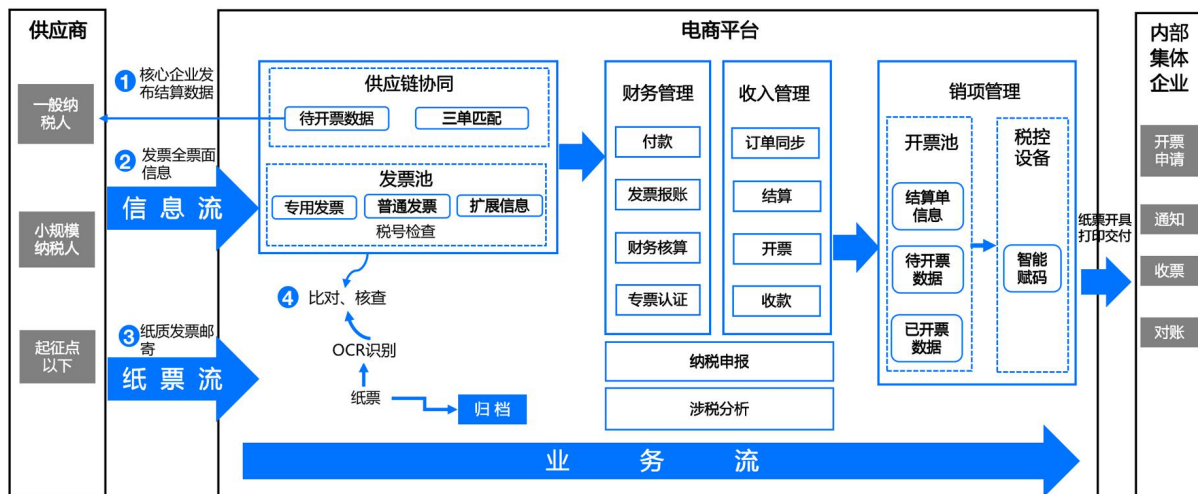 供应商
一般纳
税人
小规模
纳税人
起征点
以下
1 核心企业发
布结算数据
2 发票全票面
信息
信息流
3 纸质发票邮
寄
纸票流
电商平台
供应链协同
待开票数据
三单匹配
发票池
专用发票
普通发票
扩展信息
税号检查
4 比对、核查
OCR识别
纸票
归档
财务管理
付款
发票报账
财务核算
专票认证
收入管理
订单同步
结算
开票
收款
纳税申报
涉税分析
销项管理
开票池
结算单
信息
待开票
数据
已开票
数据
税控
设备
智能
赋码
业务流
纸票开具
打印交付
内部
集体
企业
开票
申请
通知
收票
对账